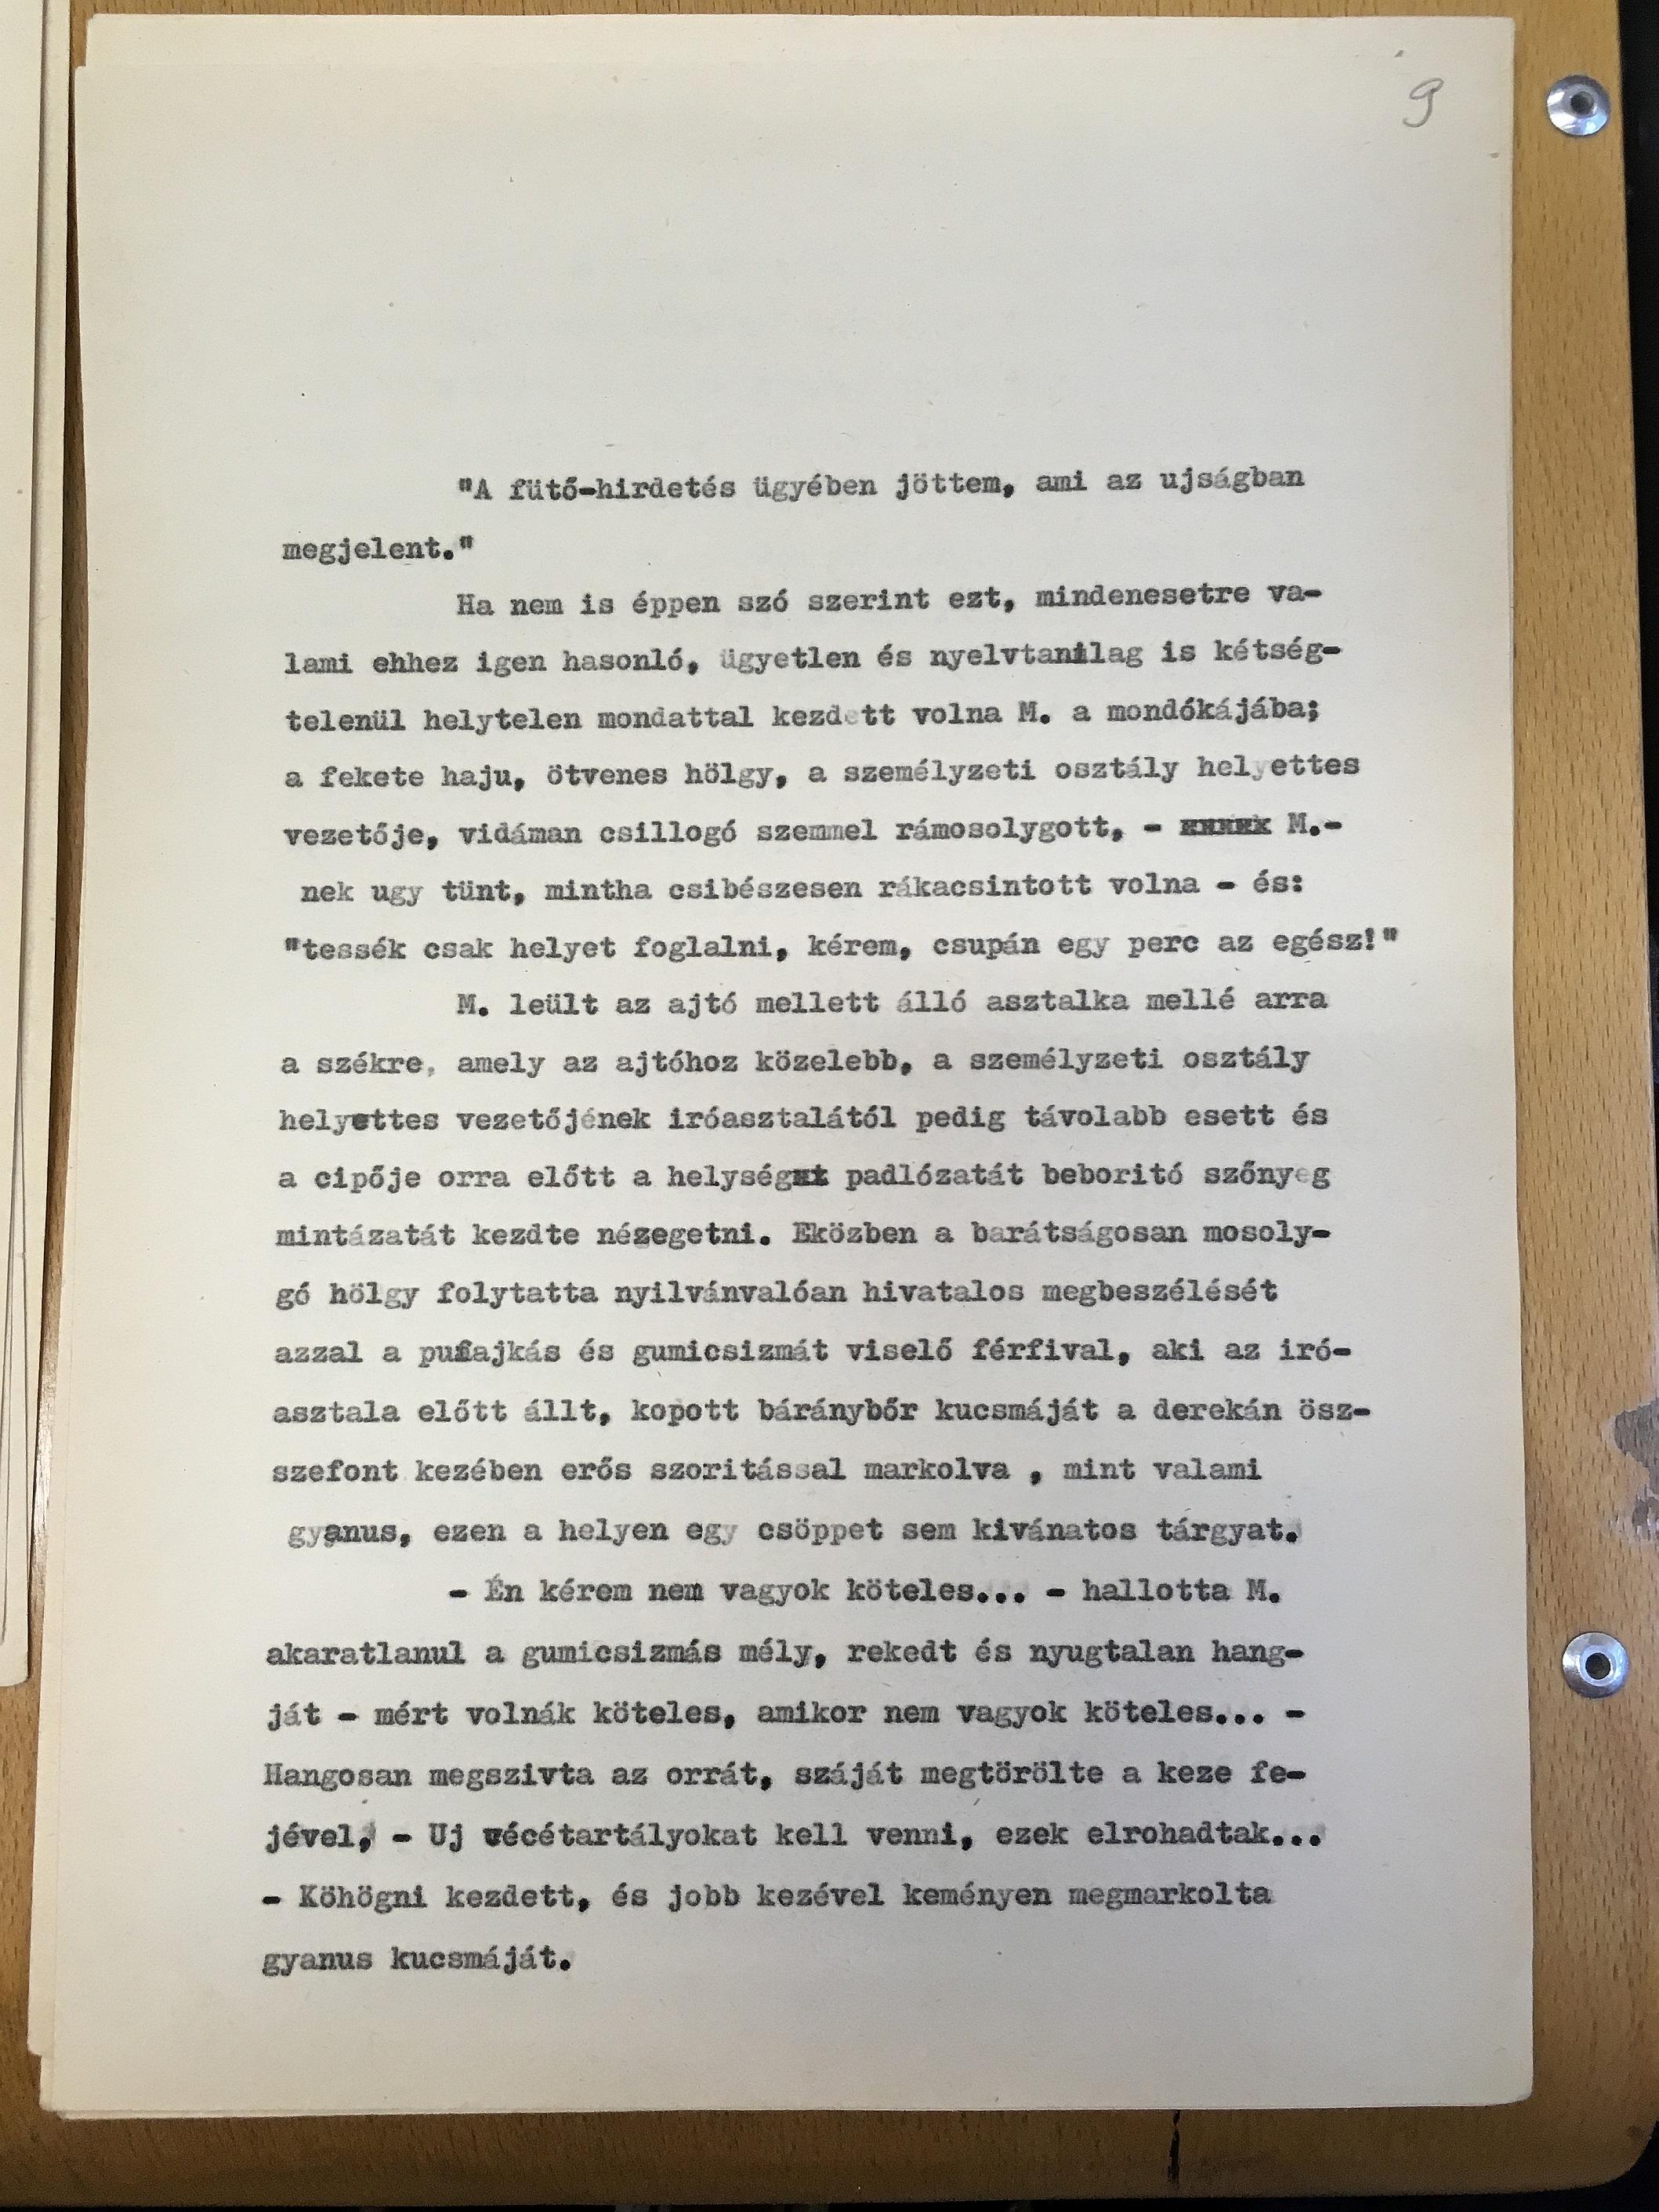 9
"A fütő-hirdetés ügyében jöttem, ami az ujságban
megjelent."
Ha nem is éppen szó szerint ezt, mindenesetre va-
lami ehhez igen hasonló, ügyetlen és nyelvtanilag is kétség-
telenül helytelen mondattal kezdett volna M. a mondókájába;
a fekete haju, ötvenes hölgy, a személyzeti osztály helyettes
vezetője, vidáman csillogó szemmel rámosolygott, - M.-
nek ugy tünt, mintha csibészesen rákacsintott volna - és:
"tessék csak helyet foglalni, kérem, csupán egy perc az egész!"
M. leült az ajtó mellett álló asztalka mellé arra
a székre, amely az ajtóhoz közelebb, a személyzeti osztály
helyettes vezetőjének iróasztalától pedig távolabb esett és
a cipője orra előtt a helység padlózatát beboritó szőnyeg
mintázatát kezdte nézegetni. Eközben a barátságosan mosoly-
gó hölgy folytatta nyilvánvalóan hivatalos megbeszélését
azzal a pufajkás és gumicsizmát viselő férfival, aki az iró-
asztala előtt állt, kopott báránybőr kucsmáját a derekán ösz-
szefont kezében erős szoritással markolva , mint valami
gyanus, ezen a helyen egy csöppet sem kivánatos tárgyat.
- Én kérem nem vagyok köteles... - hallotta M.
akaratlanul a gumicsizmás mély, rekedt és nyugtalan hang-
ját - mért volnák köteles, amikor nem vagyok köteles... -
Hangosan megszivta az orrát, száját megtörölte a keze fe-
jével, - Uj vécétartályokat kell venni, ezek elrohadtak...
- Köhögni kezdett, és jobb kezével keményen megmarkolta
gyanus kucsmáját.